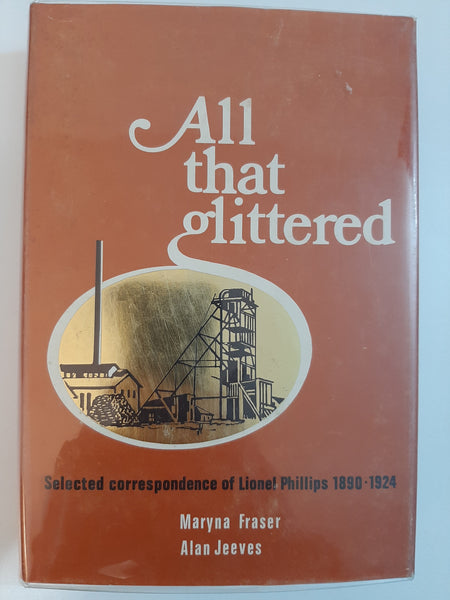 All
that
glittered
Selected correspondence of Lionel Phillips 1890-1924
Maryna Fraser
Alan Jeeves